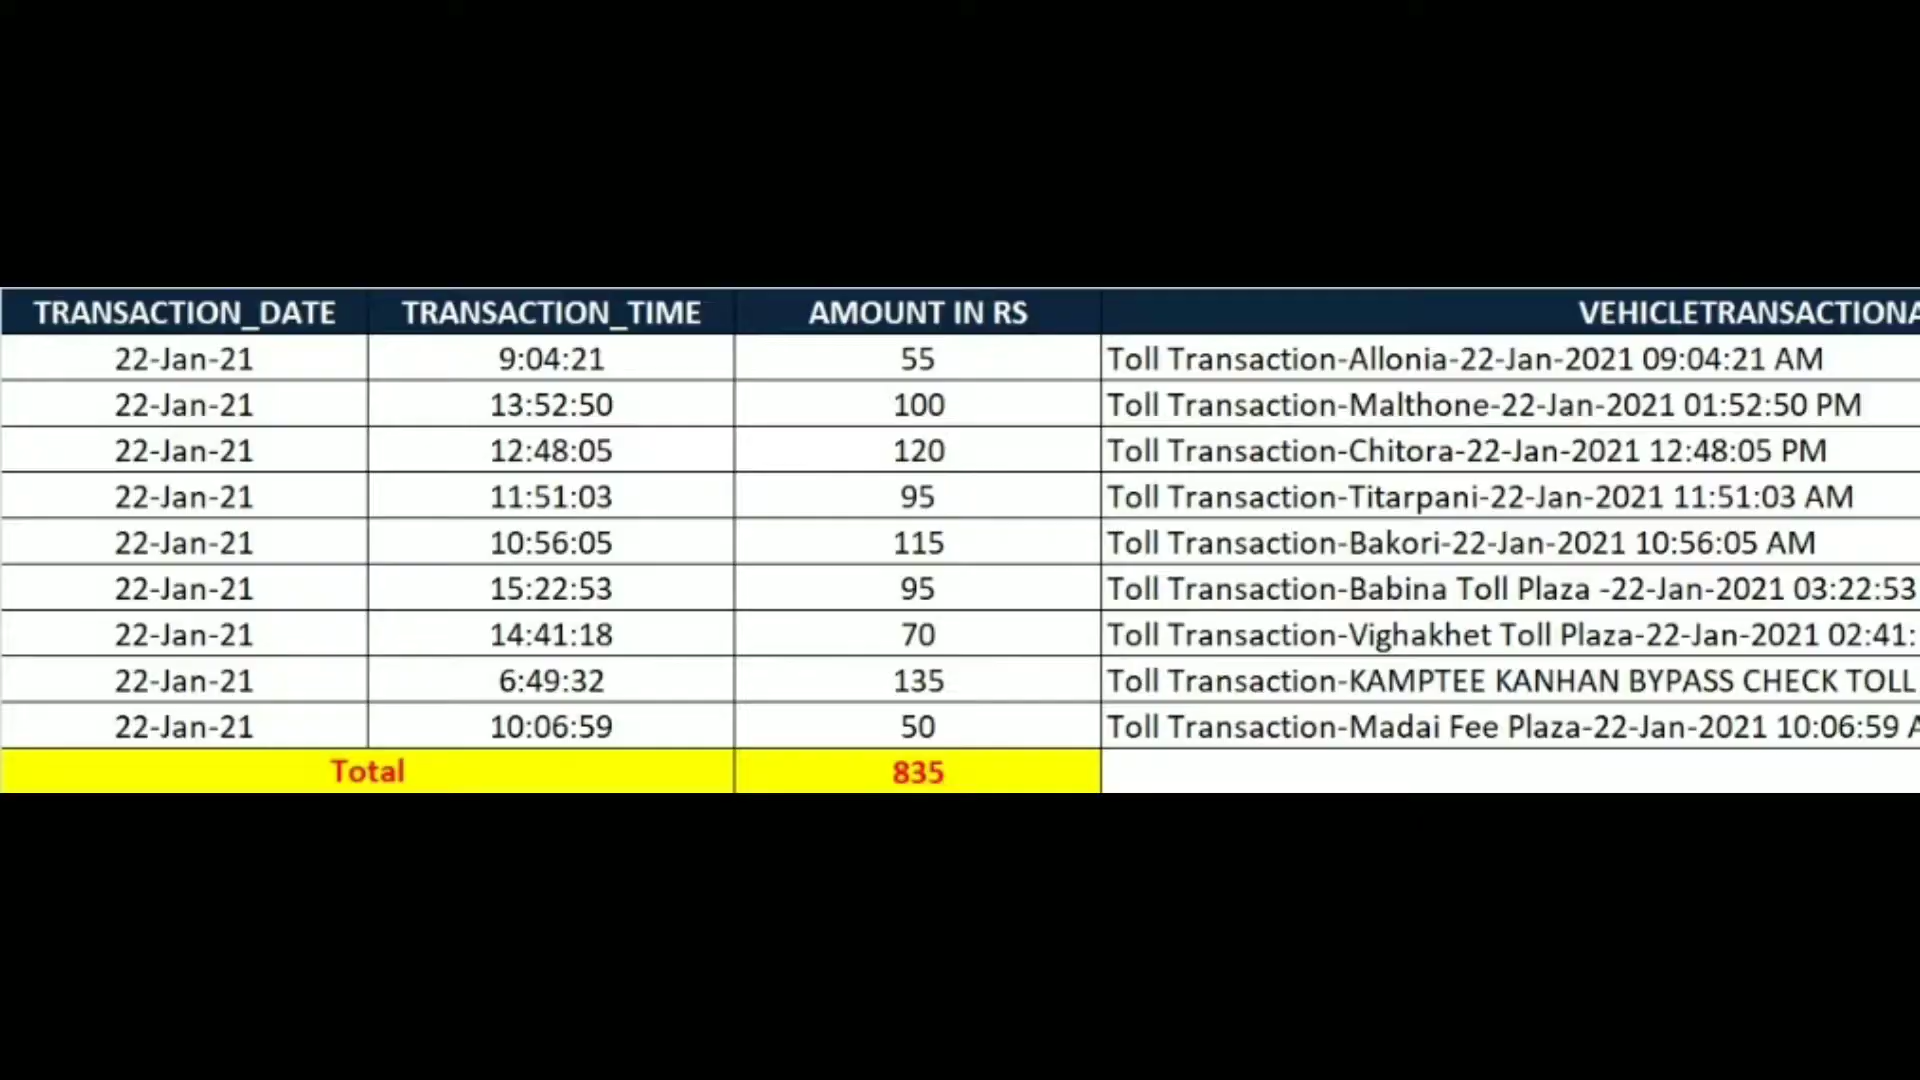 TRANSACTION_DATE TRANSACTION_TIME AMOUNT IN RS VEHICLETRANSACTIONA
22-Jan-21 9:04:21 55 Toll Transaction-Allonia-22-Jan-2021 09:04:21 AM
22-Jan-21 13:52:50 100 Toll Transaction-Malthone-22-Jan-2021 01:52:50 PM
22-Jan-21 12:48:05 120 Toll Transaction-Chitora-22-Jan-2021 12:48:05 PM
22-Jan-21 11:51:03 95 Toll Transaction-Titarpani-22-Jan-2021 11:51:03 AM
22-Jan-21 10:56:05 115 Toll Transaction-Bakori-22-Jan-2021 10:56:05 AM
22-Jan-21 15:22:53 95 Toll Transaction-Babina Toll Plaza -22-Jan-2021 03:22:53
22-Jan-21 14:41:18 70 Toll Transaction-Vighakhet Toll Plaza-22-Jan-2021 02:41:
22-Jan-21 6:49:32 135 Toll Transaction-KAMPTEE KANHAN BYPASS CHECK TOLL
22-Jan-21 10:06:59 50 Toll Transaction-Madai Fee Plaza-22-Jan-2021 10:06:59 A
Total 835